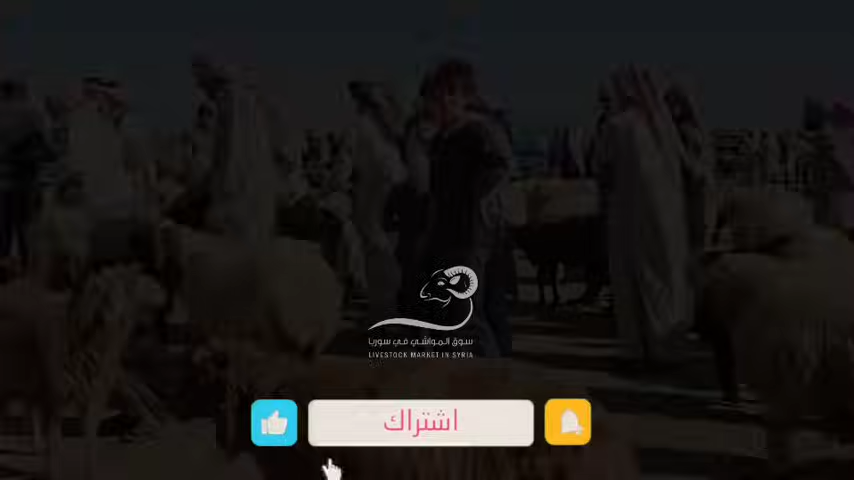 سوق المواشي في سوريا
LIVESTOCK MARKET IN SYRIA
اشتراك